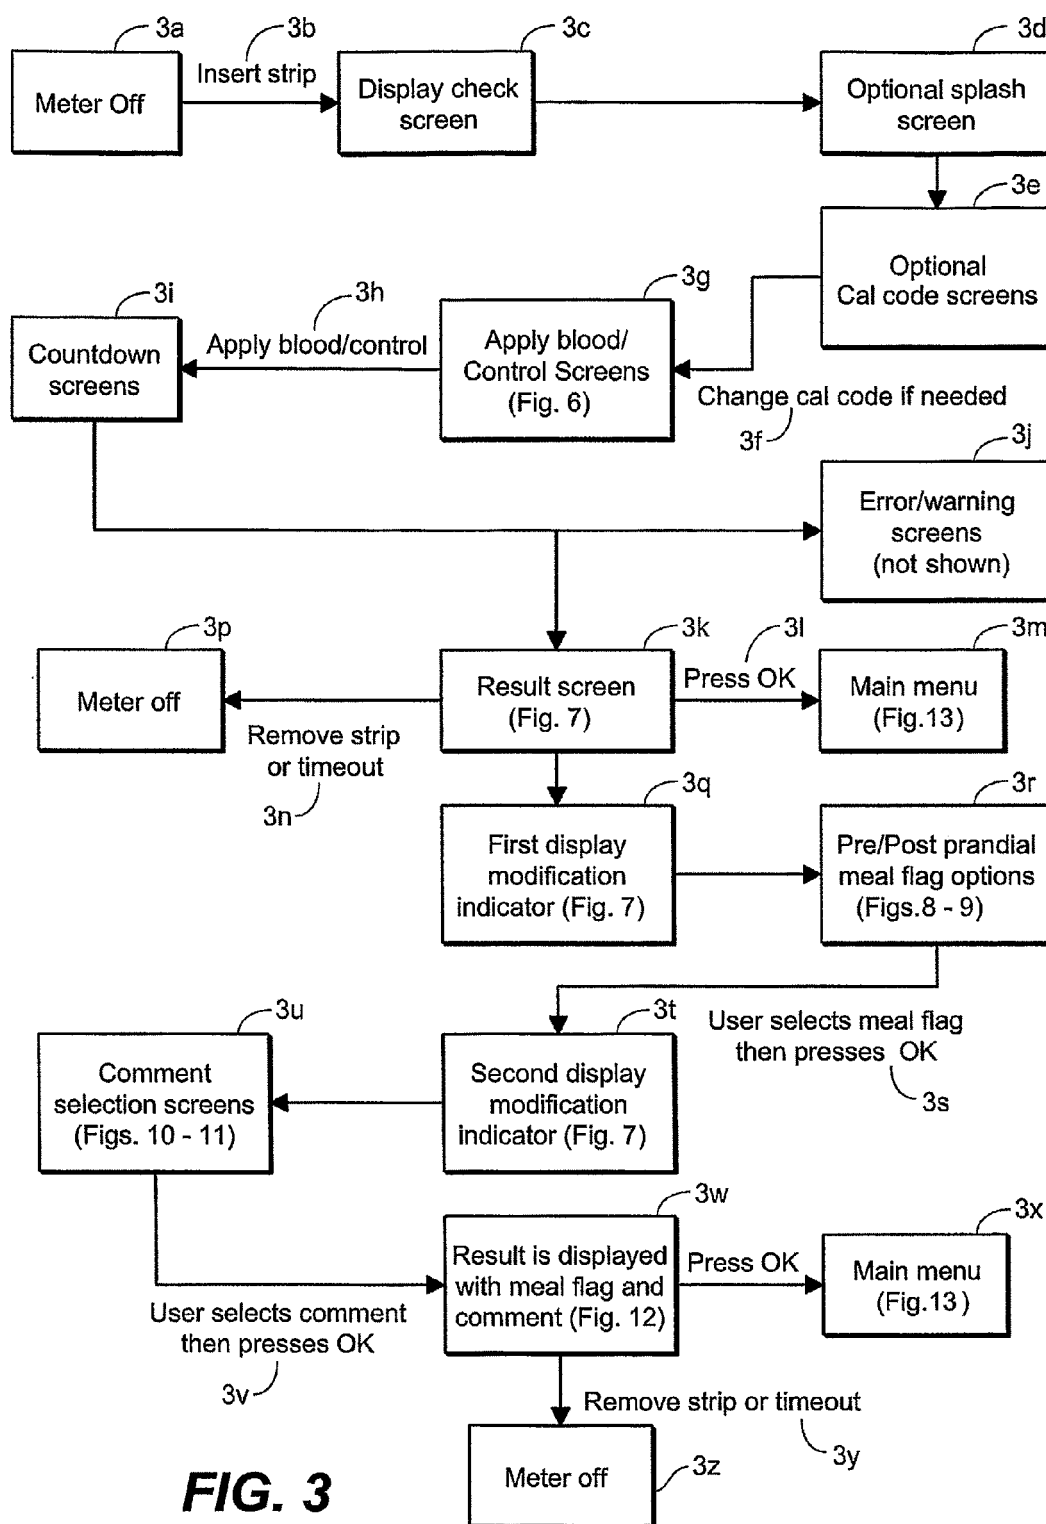 3a
3b
3c
3d
Meter Off
Insert strip
Display check
screen
Optional splash
screen
3e
Optional
Cal code screens
3g
3h
3i
Apply blood/
Control Screens
(Fig. 6)
Apply blood/control
Countdown
screens
Change cal code if needed
3f
3j
Error/warning
screens
(not shown)
3p
3k
3l
3m
Meter off
Result screen
(Fig. 7)
Press OK
Main menu
(Fig.13)
Remove strip
or timeout
3n
3q
3r
First display
modification
indicator (Fig. 7)
Pre/Post prandial
meal flag options
(Figs.8 - 9)
3u
3t
User selects meal flag
then presses OK
3s
Comment
selection screens
(Figs. 10 - 11)
Second display
modification
indicator (Fig. 7)
3w
3x
Result is displayed
with meal flag and
comment (Fig. 12)
Press OK
Main menu
(Fig.13)
User selects comment
then presses OK
3v
Remove strip or timeout
3y
Meter off
3z
FIG. 3